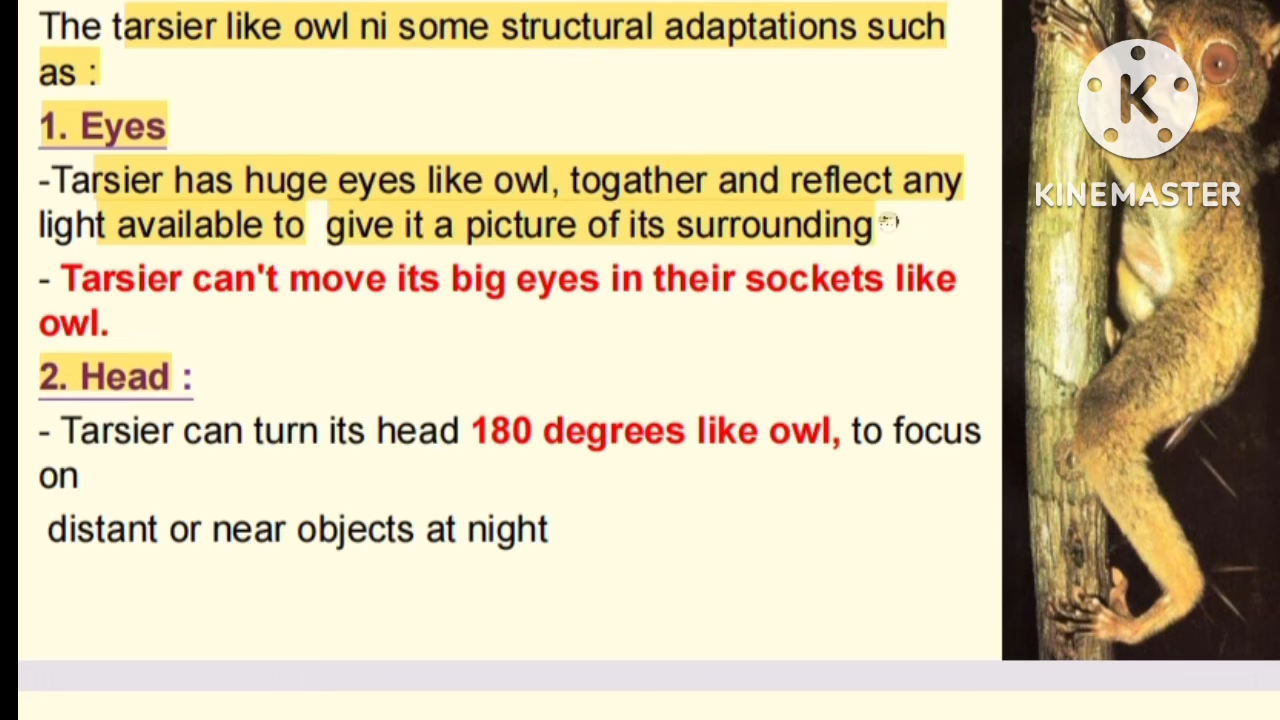 The tarsier like owl ni some structural adaptations such
as :
1. Eyes
-Tarsier has huge eyes like owl, togather and reflect any
light available to give it a picture of its surrounding
- Tarsier can't move its big eyes in their sockets like
owl.
2. Head :
- Tarsier can turn its head 180 degrees like owl, to focus
on
distant or near objects at night
K
KINEMASTER